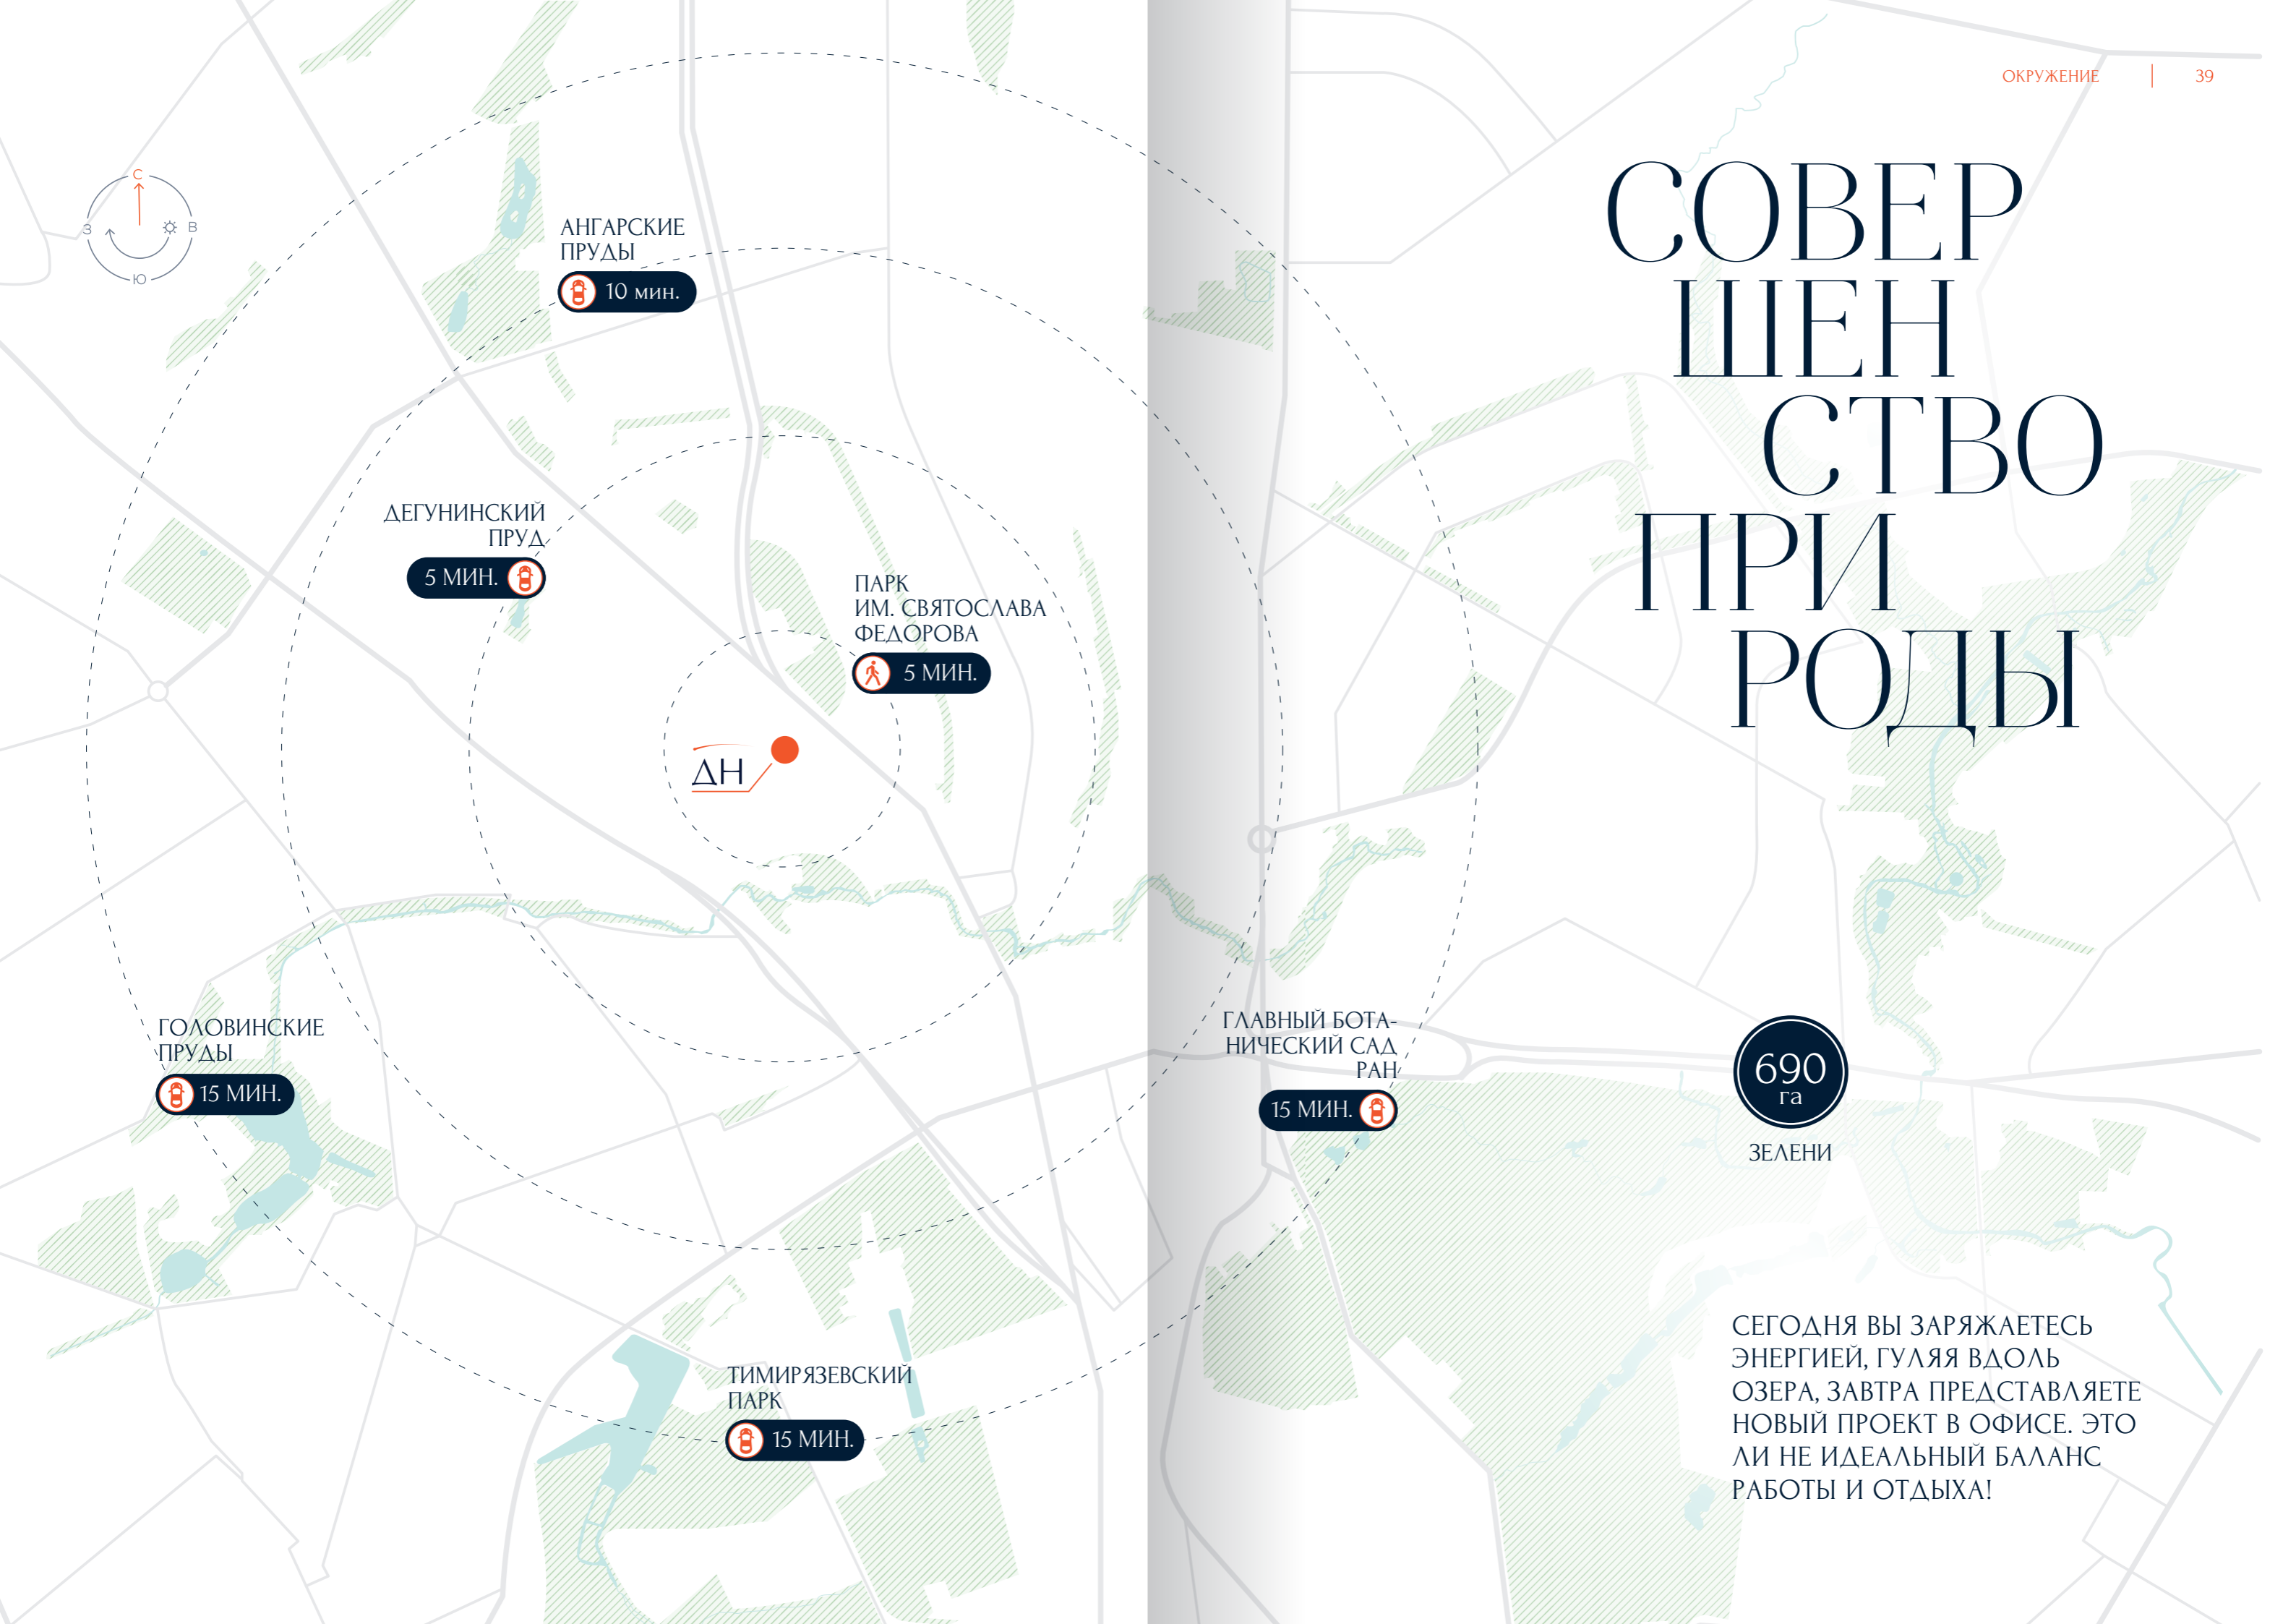 ОКРУЖЕНИЕ | 39
СОВЕР
ШЕН
СТВО
ПРИ
РОДЫ
С
З
В
Ю
АНГАРСКИЕ
ПРУДЫ
10 мин.
ДЕГУНИНСКИЙ
ПРУД
5 МИН.
ПАРК
ИМ. СВЯТОСЛАВА
ФЕДОРОВА
5 МИН.
ДН
ГОЛОВИНСКИЕ
ПРУДЫ
15 МИН.
ГЛАВНЫЙ БОТА-
НИЧЕСКИЙ САД
РАН
15 МИН.
ТИМИРЯЗЕВСКИЙ
ПАРК
15 МИН.
690
га
ЗЕЛЕНИ
СЕГОДНЯ ВЫ ЗАРЯЖАЕТЕСЬ
ЭНЕРГИЕЙ, ГУЛЯЯ ВДОЛЬ
ОЗЕРА, ЗАВТРА ПРЕДСТАВЛЯЕТЕ
НОВЫЙ ПРОЕКТ В ОФИСЕ. ЭТО
ЛИ НЕ ИДЕАЛЬНЫЙ БАЛАНС
РАБОТЫ И ОТДЫХА!